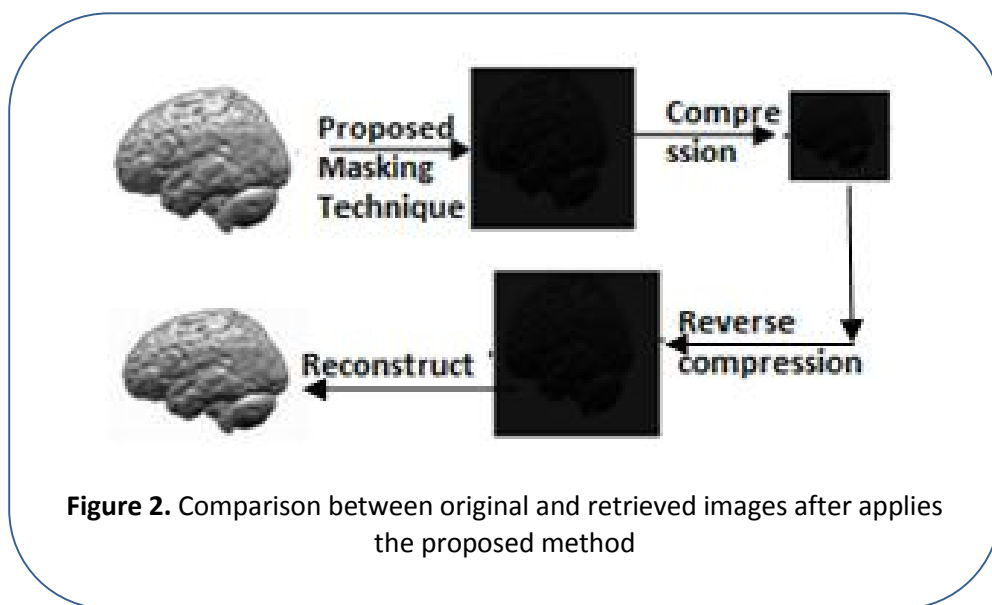 Proposed
Masking
Technique
Compre
ssion
Reverse
compression
Reconstruct
Figure 2. Comparison between original and retrieved images after applies
the proposed method